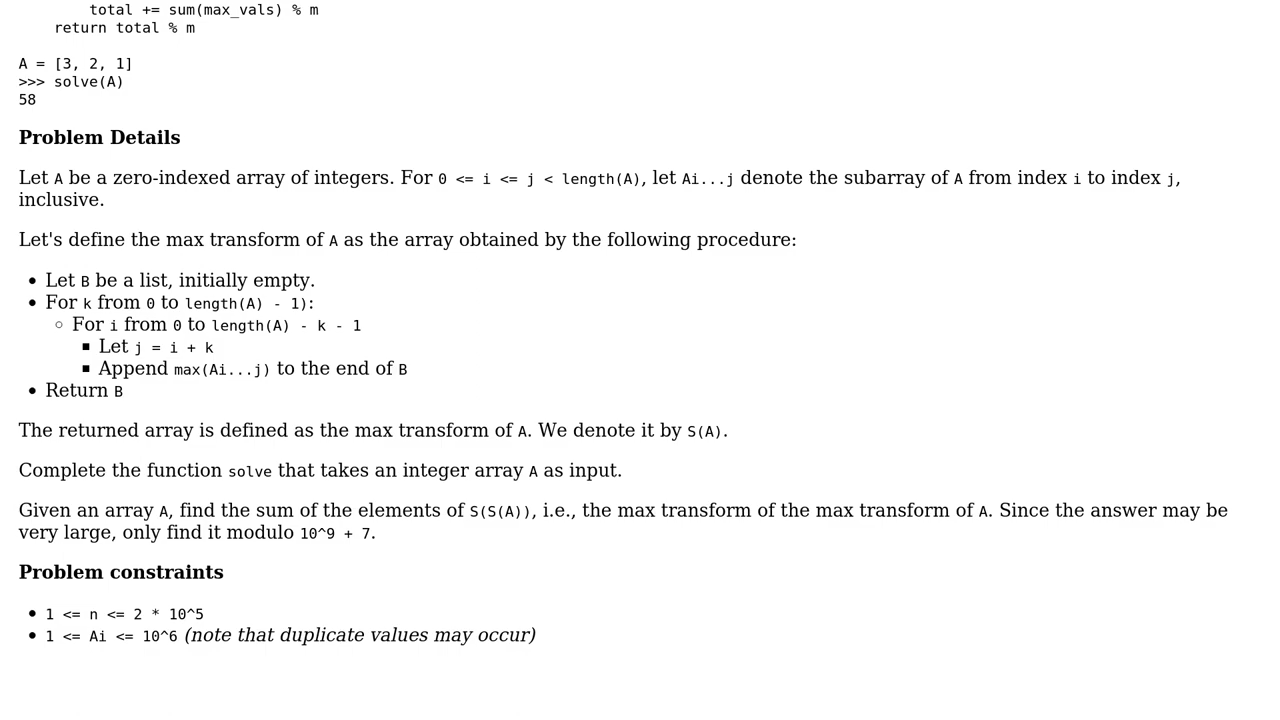 total += sum(max_vals) % m
return total % m
A = [3, 2, 1]
>>> solve(A)
58
Problem Details
Let A be a zero-indexed array of integers. For 0 <= i <= j < length(A), let Ai...j denote the subarray of A from index i to index j,
inclusive.
Let's define the max transform of A as the array obtained by the following procedure:
• Let B be a list, initially empty.
• For k from 0 to length(A) - 1):
◦ For i from 0 to length(A) - k - 1
▪ Let j = i + k
▪ Append max(Ai...j) to the end of B
• Return B
The returned array is defined as the max transform of A. We denote it by S(A).
Complete the function solve that takes an integer array A as input.
Given an array A, find the sum of the elements of S(S(A)), i.e., the max transform of the max transform of A. Since the answer may be
very large, only find it modulo 10^9 + 7.
Problem constraints
• 1 <= n <= 2 * 10^5
• 1 <= Ai <= 10^6 (note that duplicate values may occur)